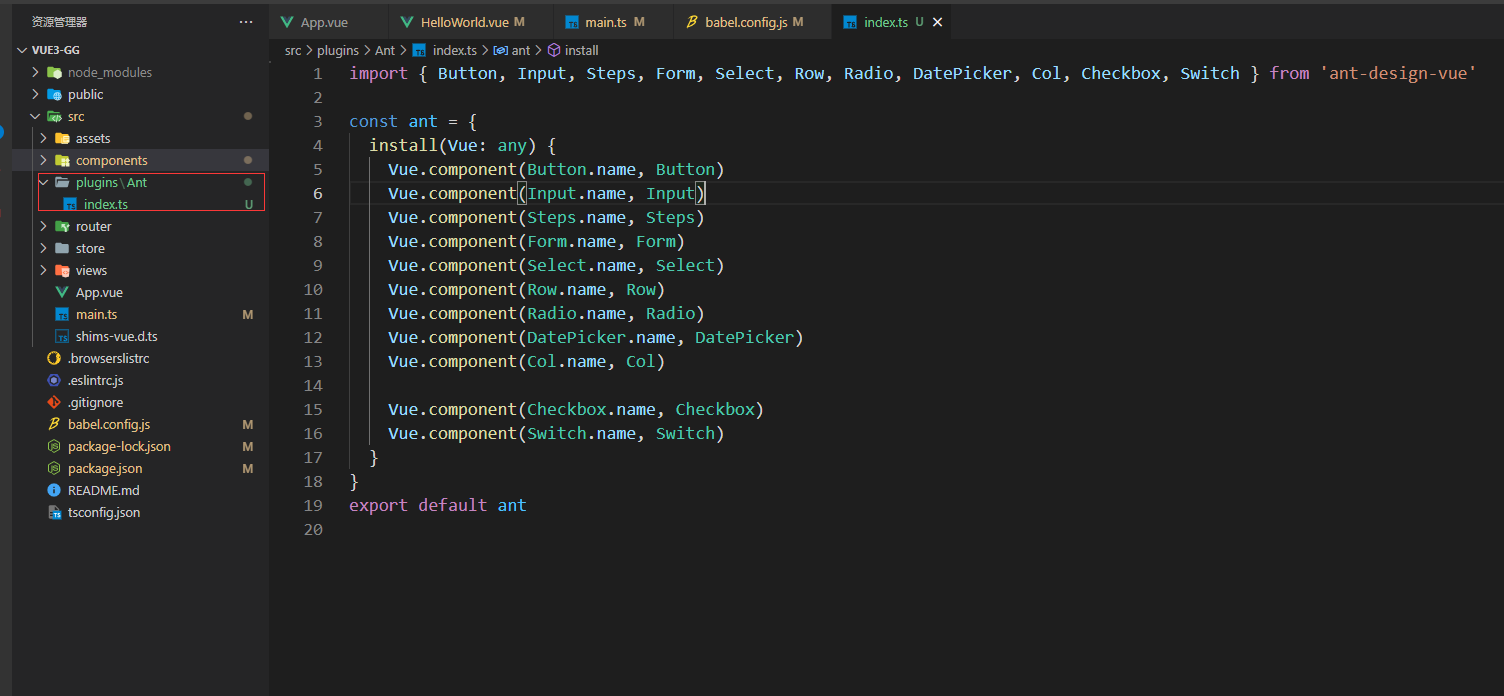 资源管理器 ···
VUE3-GG
node_modules
public
src
assets
components
plugins\Ant
index.ts U
router
store
views
App.vue
main.ts M
shims-vue.d.ts
.browserslistrc
.eslintrc.js
.gitignore
babel.config.js M
package-lock.json M
package.json M
README.md
tsconfig.json
App.vue HelloWorld.vue M main.ts M babel.config.js M index.ts U
src > plugins > Ant > index.ts > ant > install
1 import { Button, Input, Steps, Form, Select, Row, Radio, DatePicker, Col, Checkbox, Switch } from 'ant-design-vue'
2
3 const ant = {
4 install(Vue: any) {
5 Vue.component(Button.name, Button)
6 Vue.component(Input.name, Input)
7 Vue.component(Steps.name, Steps)
8 Vue.component(Form.name, Form)
9 Vue.component(Select.name, Select)
10 Vue.component(Row.name, Row)
11 Vue.component(Radio.name, Radio)
12 Vue.component(DatePicker.name, DatePicker)
13 Vue.component(Col.name, Col)
14
15 Vue.component(Checkbox.name, Checkbox)
16 Vue.component(Switch.name, Switch)
17 }
18 }
19 export default ant
20